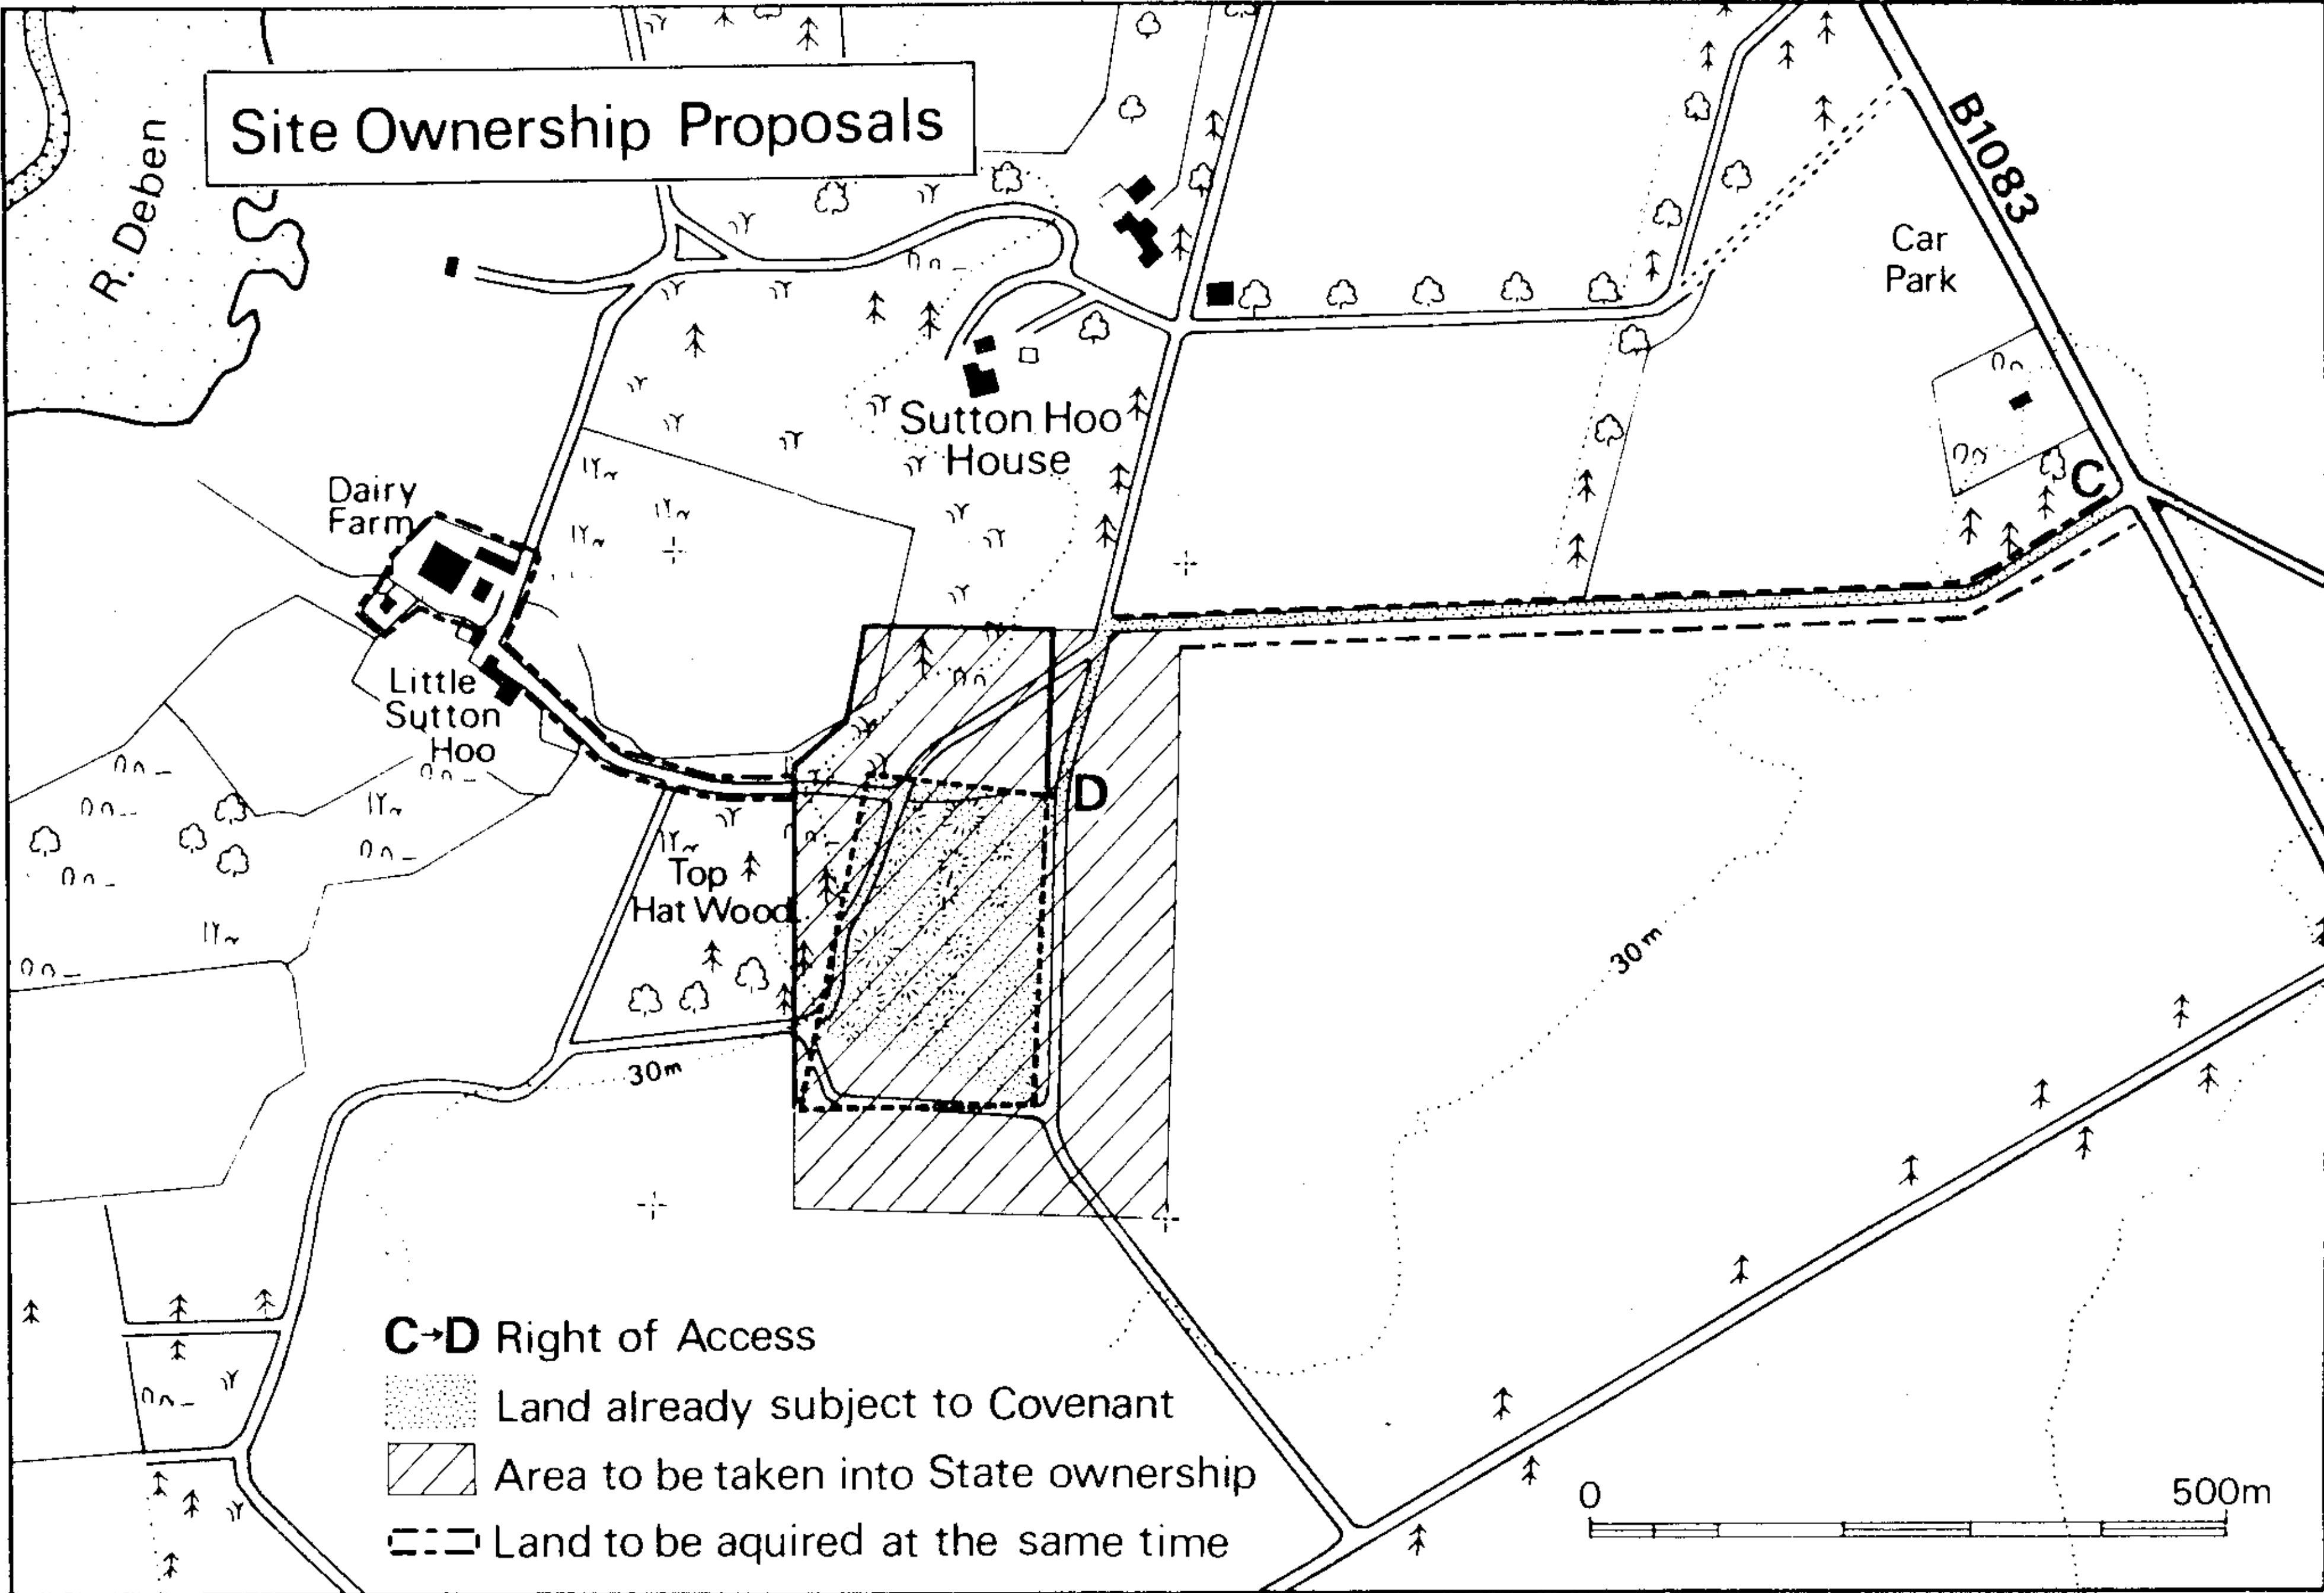 Site Ownership Proposals
R. Deben
B1083
Car
Park
Sutton Hoo
House
Dairy
Farm
C
Little
Sutton
Hoo
D
Top
Hat Wood
30m
30m
C→D Right of Access
Land already subject to Covenant
Area to be taken into State ownership
Land to be aquired at the same time
0 500m